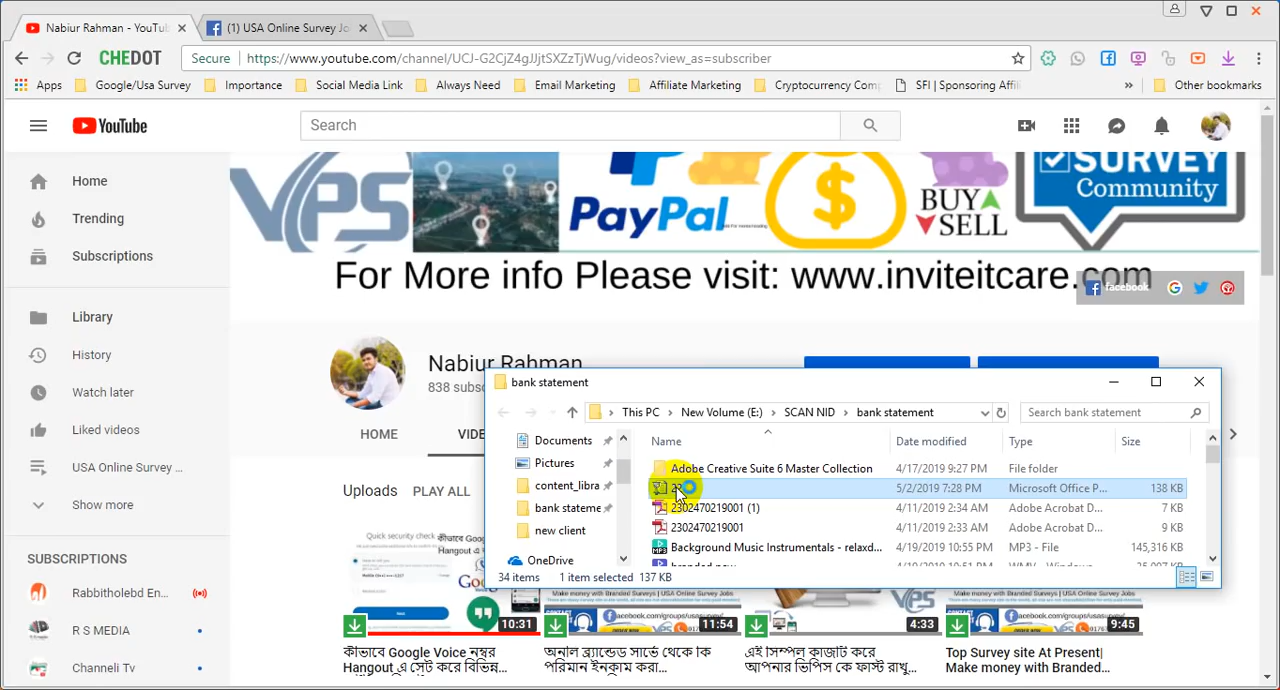 Nabiur Rahman - YouTu
(1) USA Online Survey Jo
CHEDOT
Secure
https://www.youtube.com/channel/UCJ-G2CjZ4gJJjtSXZzTjWug/videos?view_as=subscriber
Apps
Google/Usa Survey
Importance
Social Media Link
Always Need
Email Marketing
Affiliate Marketing
Cryptocurrency Comp
SFI | Sponsoring Affili
»
Other bookmarks
YouTube
Search
Home
Trending
Subscriptions
Library
History
Watch later
Liked videos
USA Online Survey ...
Show more
SUBSCRIPTIONS
Rabbitholebd En...
R S MEDIA
Channeli Tv
VPS
PayPal
BUY
SELL
SURVEY
Community
For More info Please visit: www.inviteitcare.com
facebook
Nabiur Rahman
838 subsc
HOME
VIDE
Uploads
PLAY ALL
bank statement
This PC
New Volume (E:)
SCAN NID
bank statement
Search bank statement
Documents
Pictures
content_libra
bank stateme
new client
OneDrive
Name
Date modified
Type
Size
Adobe Creative Suite 6 Master Collection
4/17/2019 9:27 PM
File folder
5/2/2019 7:28 PM
Microsoft Office P...
138 KB
2302470219001 (1)
4/11/2019 2:34 AM
Adobe Acrobat D...
7 KB
2302470219001
4/11/2019 2:33 AM
Adobe Acrobat D...
9 KB
Background Music Instrumentals - relaxd...
4/19/2019 10:55 PM
MP3 - File
145,316 KB
34 items
1 item selected
137 KB
10:31
11:54
4:33
9:45
কীভাবে Google Voice নম্বর
Hangout এ সেট করে বিভিন্ন...
অনলি ব্র্যান্ডেড সার্ভে থেকে কি
পরিমান ইনকাম করা...
এই সিম্পল কাজটি করে
আপনার ভিপিস কে ফাস্ট রাখু...
Top Survey site At Present|
Make money with Branded...